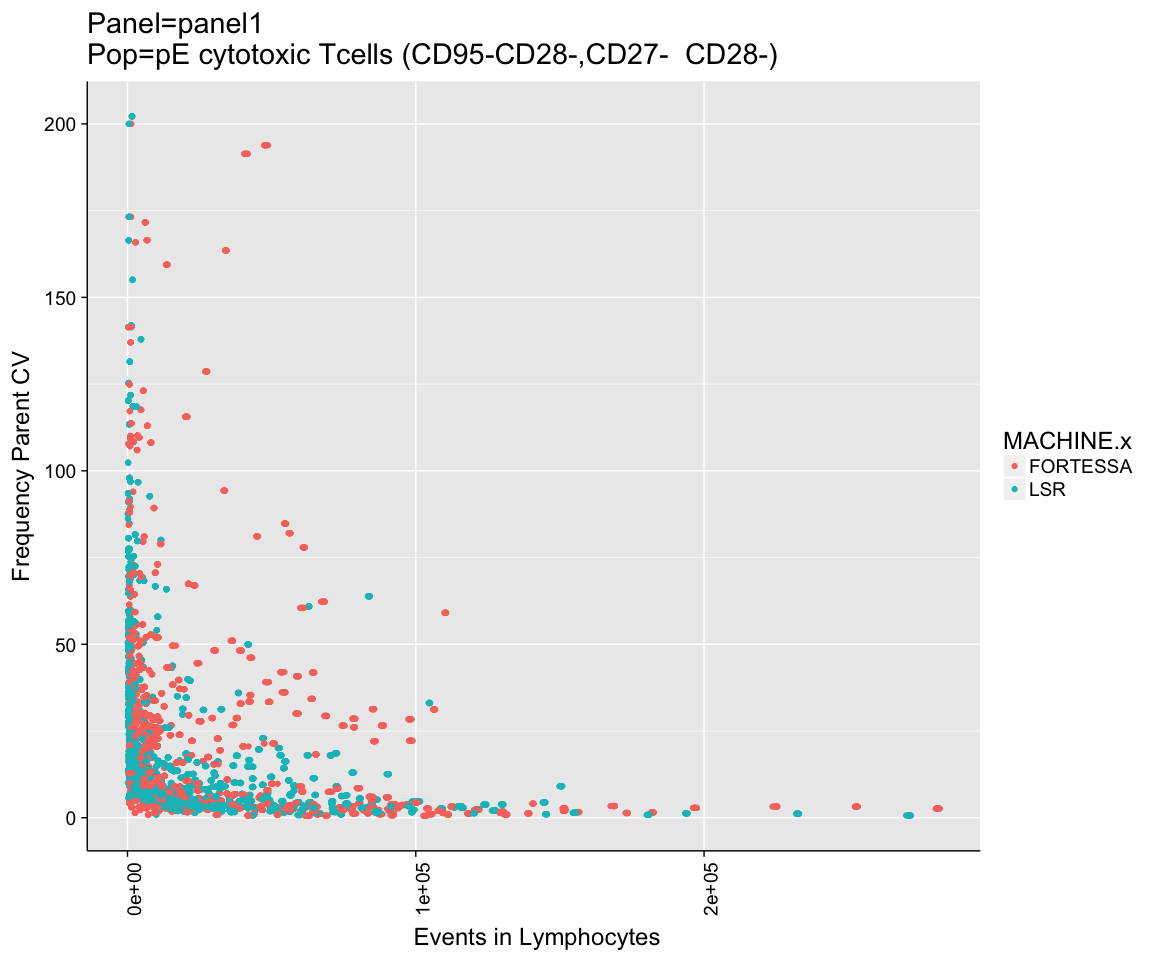 Panel=panel1
Pop=pE cytotoxic Tcells (CD95-CD28-,CD27-  CD28-)
200
150
100
50
0
Frequency Parent CV
0e+00
1e+05
2e+05
Events in Lymphocytes
MACHINE.x
FORTESSA
LSR